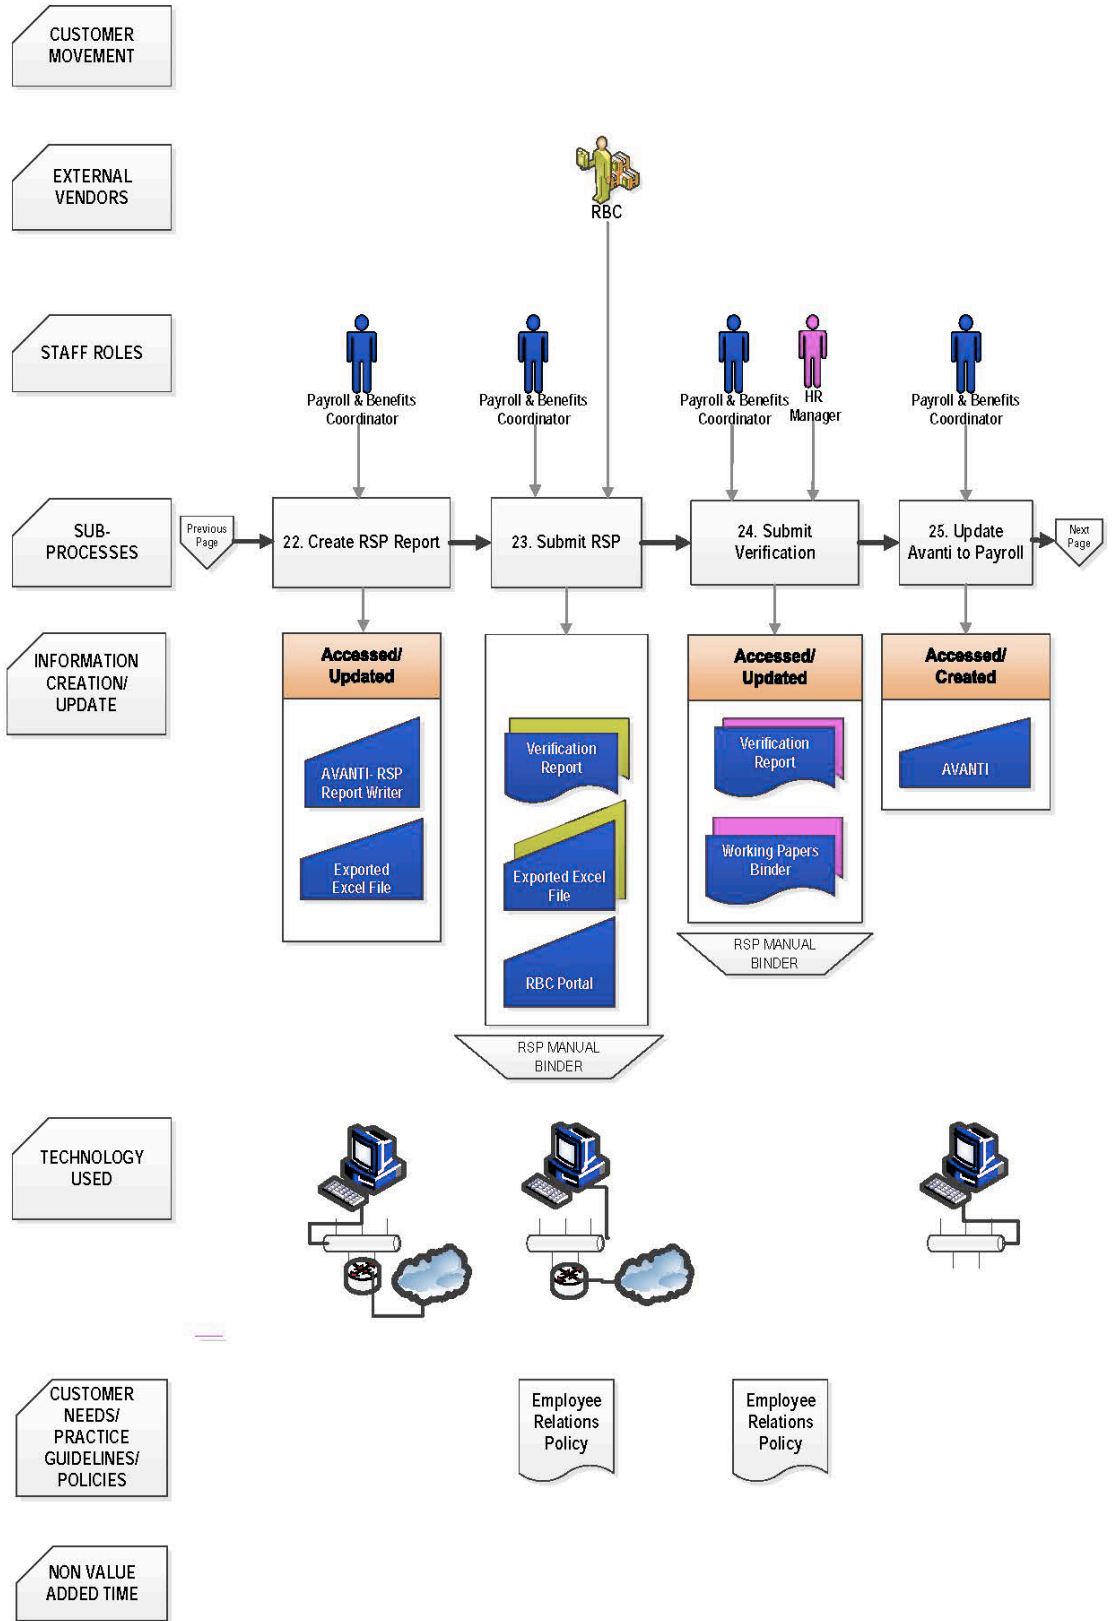 CUSTOMER
MOVEMENT
EXTERNAL
VENDORS
RBC
STAFF ROLES
Payroll & Benefits
Coordinator
Payroll & Benefits
Coordinator
Payroll & Benefits
Coordinator
HR
Manager
Payroll & Benefits
Coordinator
SUB-
PROCESSES
Previous
Page
22. Create RSP Report
23. Submit RSP
24. Submit
Verification
25. Update
Avanti to Payroll
Next
Page
INFORMATION
CREATION/
UPDATE
Accessed/
Updated
AVANTI- RSP
Report Writer
Exported
Excel File
Verification
Report
Exported Excel
File
RBC Portal
RSP MANUAL
BINDER
Accessed/
Updated
Verification
Report
Working Papers
Binder
RSP MANUAL
BINDER
Accessed/
Created
AVANTI
TECHNOLOGY
USED
CUSTOMER
NEEDS/
PRACTICE
GUIDELINES/
POLICIES
Employee
Relations
Policy
Employee
Relations
Policy
NON VALUE
ADDED TIME